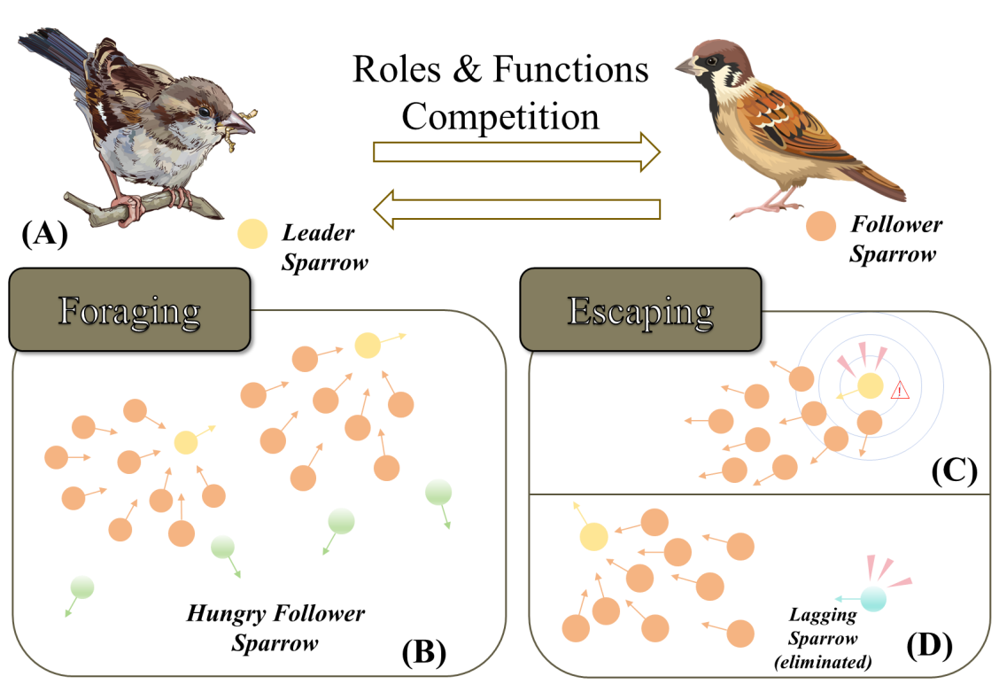 Roles & Functions
Competition
(A)
Leader
Sparrow
Follower
Sparrow
Foraging
Escaping
!
(C)
Hungry Follower
Sparrow
(B)
Lagging
Sparrow
(eliminated)
(D)